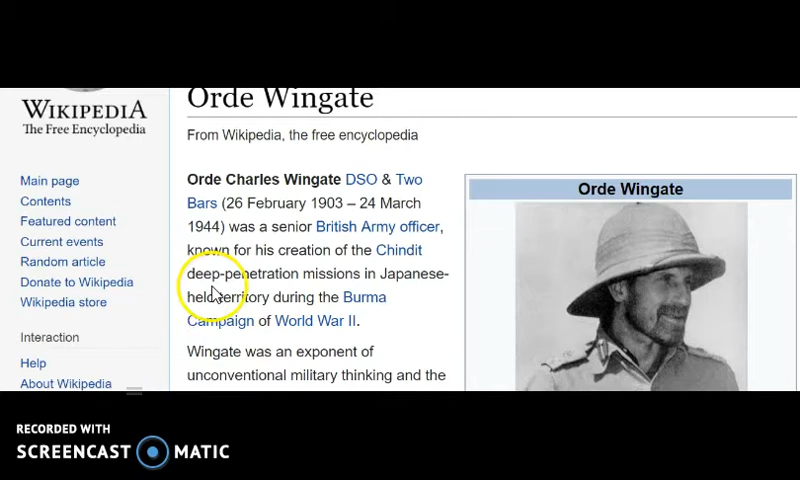 Orde Wingate
WIKIPEDIA
The Free Encyclopedia
From Wikipedia, the free encyclopedia
Main page
Contents
Featured content
Current events
Random article
Donate to Wikipedia
Wikipedia store
Interaction
Help
About Wikipedia
Orde Charles Wingate DSO & Two
Bars (26 February 1903 – 24 March
1944) was a senior British Army officer,
known for his creation of the Chindit
deep-penetration missions in Japanese-
held territory during the Burma
Campaign of World War II.
Wingate was an exponent of
unconventional military thinking and the
Orde Wingate
RECORDED WITH
SCREENCAST MATIC